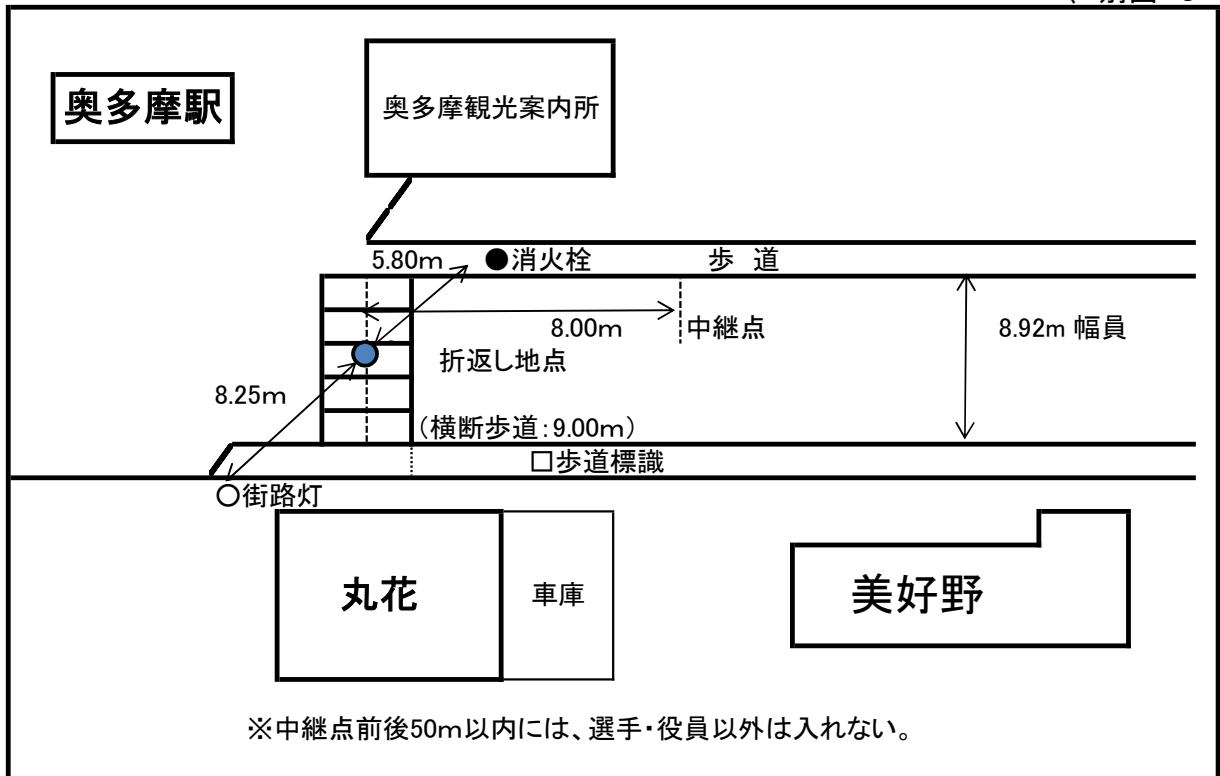 奥多摩駅
奥多摩観光案内所
5.80m
●消火栓
歩 道
8.00m
中継点
8.92m 幅員
折返し地点
8.25m
(横断歩道:9.00m)
□歩道標識
○街路灯
丸花
車庫
美好野
※中継点前後50m以内には、選手・役員以外は入れない。